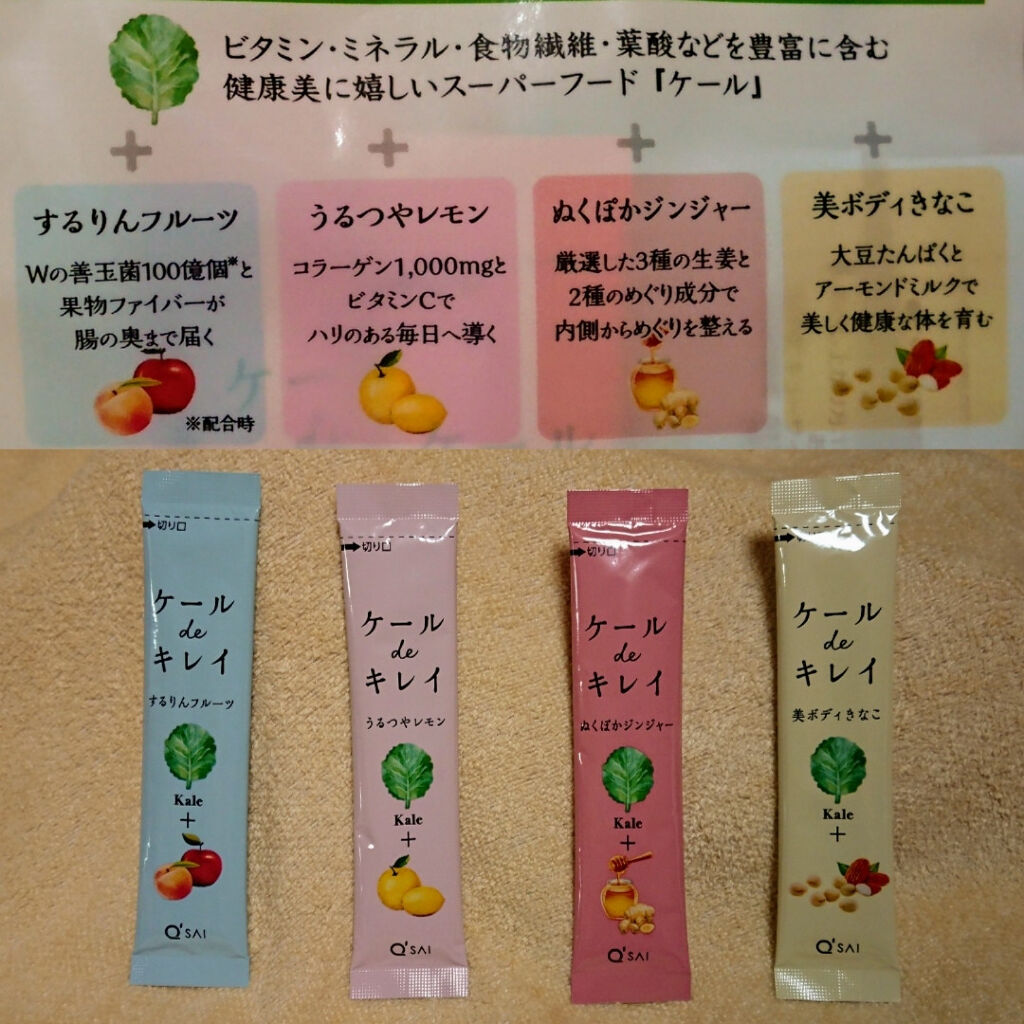 ビタミン・ミネラル・食物繊維・葉酸などを豊富に含む
健康美に嬉しいスーパーフード『ケール』
するりんフルーツ
Wの善玉菌100億個※と
果物ファイバーが
腸の奥まで届く
※配合時
うるつやレモン
コラーゲン1,000mgと
ビタミンCで
ハリのある毎日へ導く
ぬくぽかジンジャー
厳選した3種の生姜と
2種のめぐり成分で
内側からめぐりを整える
美ボディきなこ
大豆たんぱくと
アーモンドミルクで
美しく健康な体を育む
切り口
ケール
de
キレイ
するりんフルーツ
Kale
+
Q'SAI
切り口
ケール
de
キレイ
うるつやレモン
Kale
+
Q'SAI
切り口
ケール
de
キレイ
ぬくぽかジンジャー
Kale
+
Q'SAI
ケール
de
キレイ
美ボディきなこ
Kale
+
Q'SAI